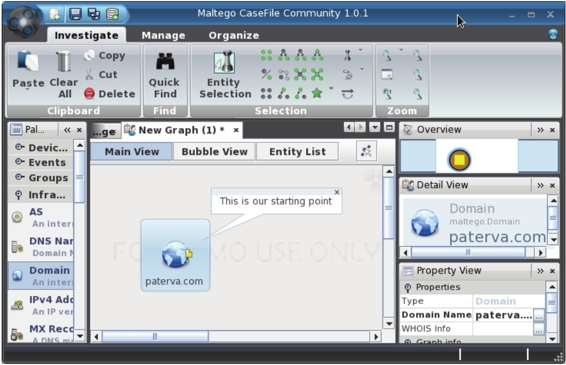 Maltego CaseFile Community 1.0.1
Investigate Manage Organize
Paste
Clear All
Copy
Cut
Delete
Clipboard
Quick Find
Find
Entity Selection
Selection
Zoom
Pal...
Devic...
Events
Groups
Infra...
AS
An inter
DNS Nar
Domain N
Domain
An inter
IPv4 Add
An IP ver
MX Reco
A DNS m
...ge New Graph (1) *
Main View Bubble View Entity List
This is our starting point
paterva.com
MO USE ONLY
Overview
Detail View
Domain
maltego.Domain
paterva.com
Property View
Properties
Type Domain
Domain Name paterva....
WHOIS Info
Graph info